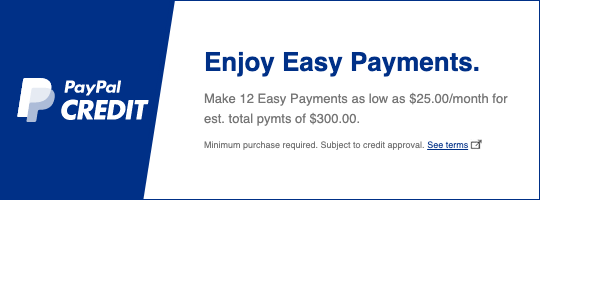 PayPal
CREDIT
Enjoy Easy Payments.
Make 12 Easy Payments as low as $25.00/month for
est. total pymts of $300.00.
Minimum purchase required. Subject to credit approval. See terms